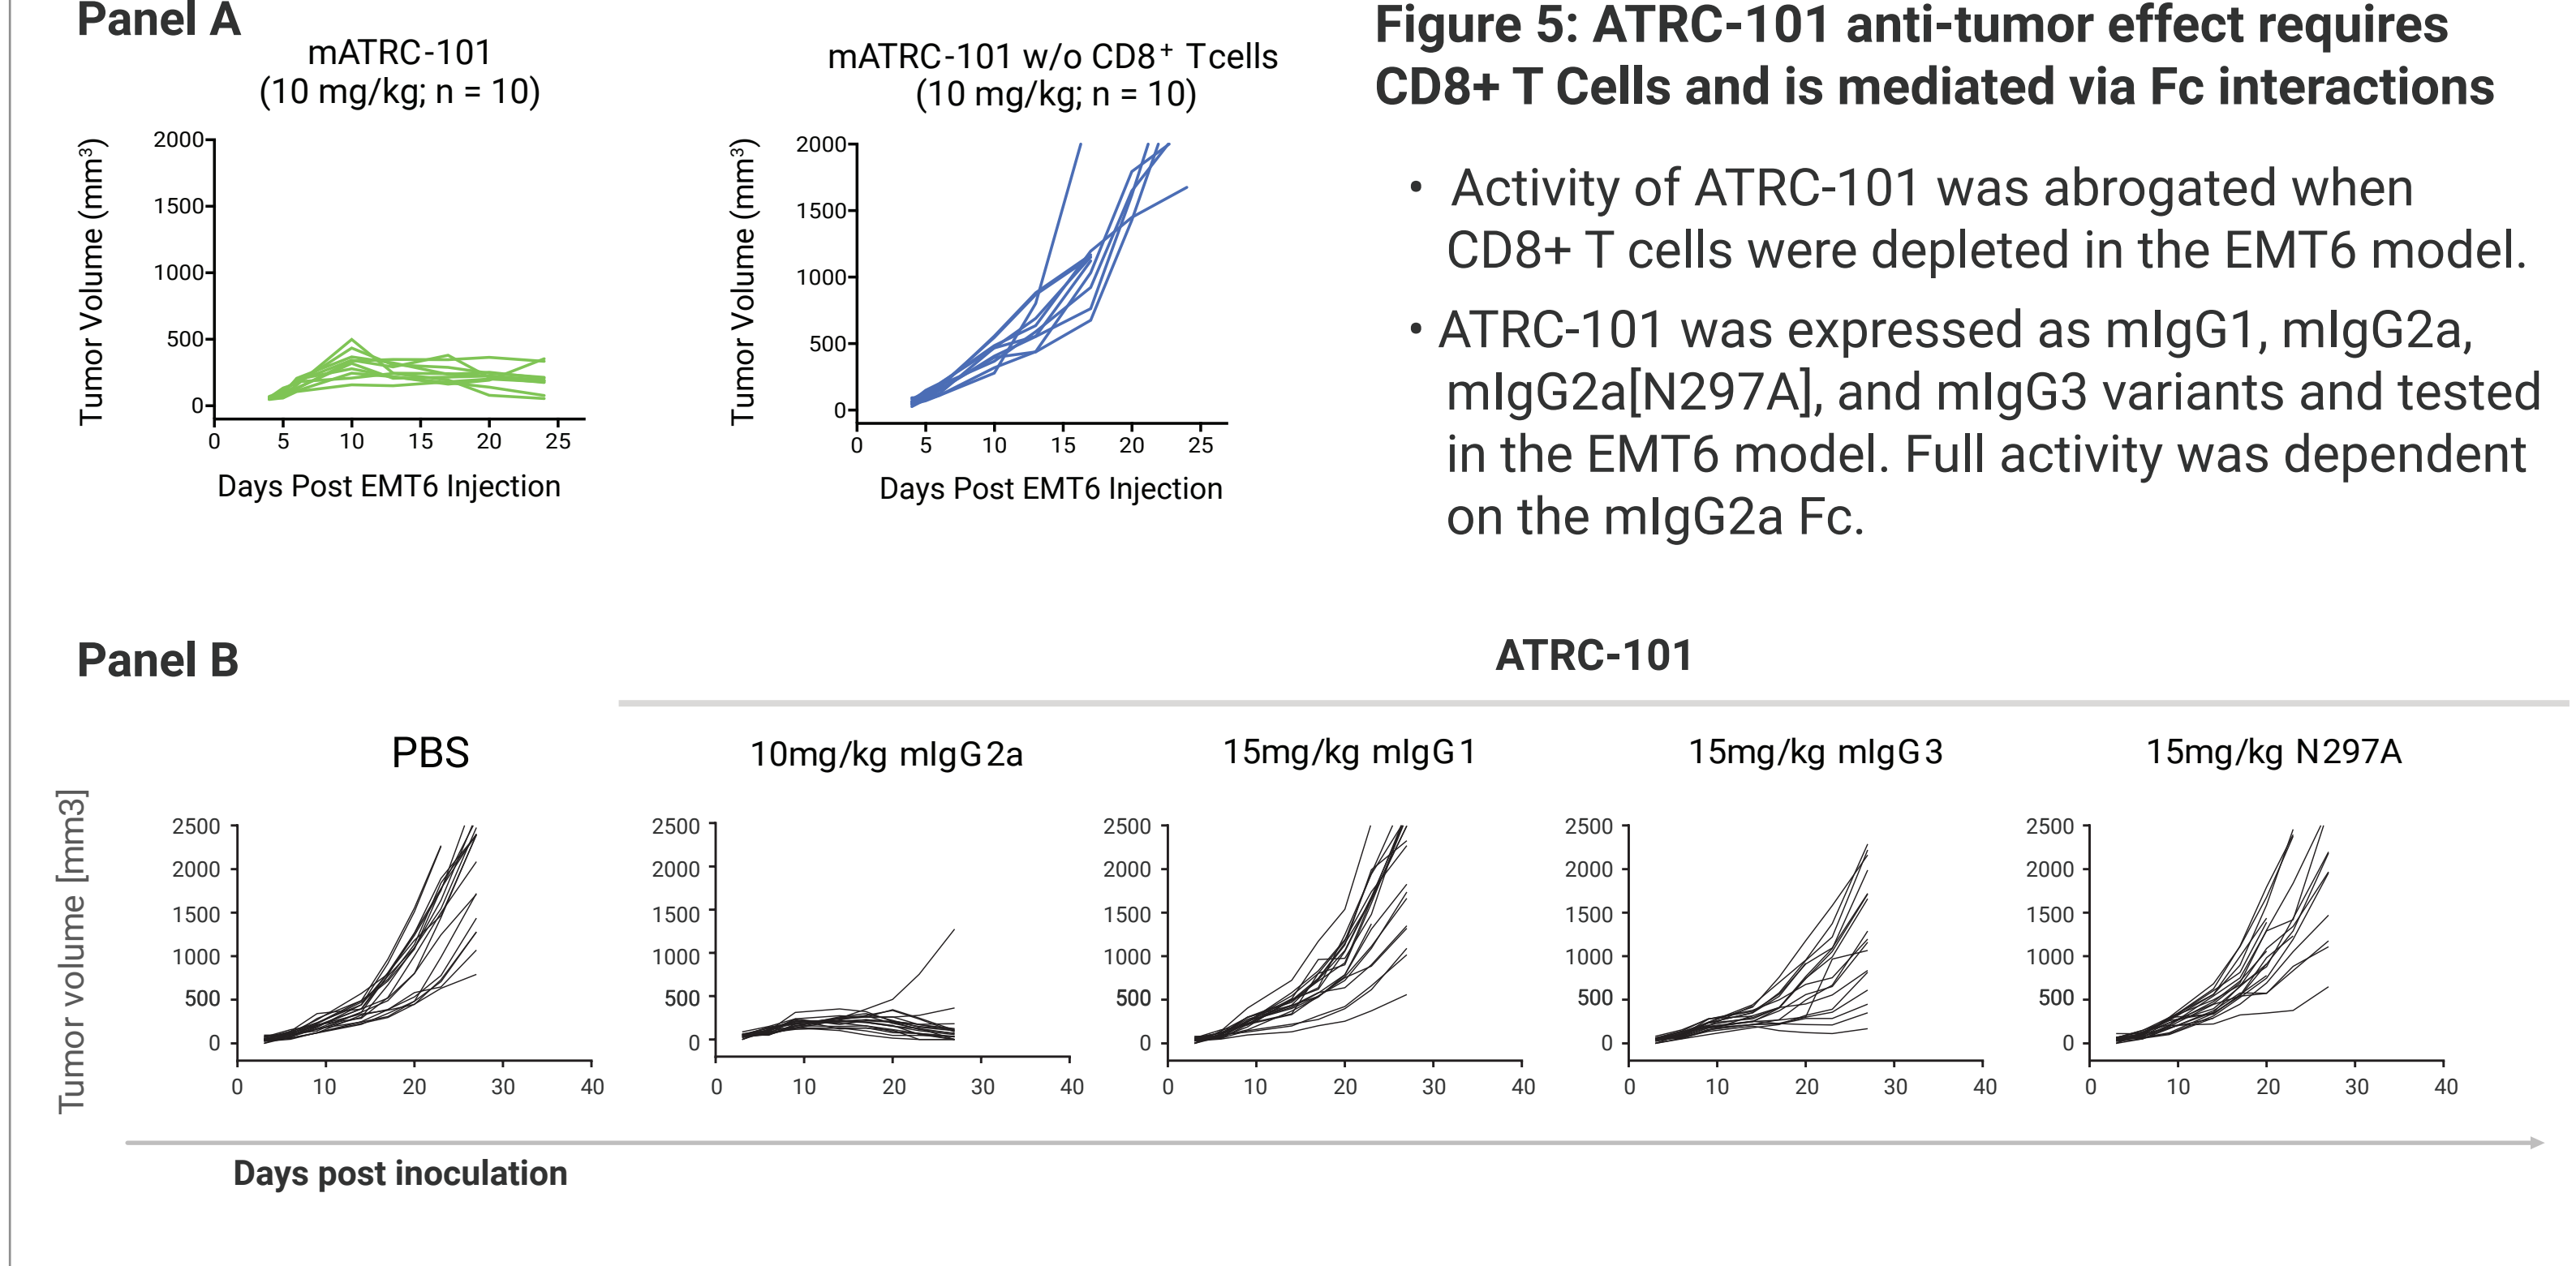 Panel A
mATRC-101
(10 mg/kg; n = 10)
Tumor Volume (mm³)
2000
1500
1000
500
0
0 5 10 15 20 25
Days Post EMT6 Injection
mATRC-101 w/o CD8⁺ Tcells
(10 mg/kg; n = 10)
Tumor Volume (mm³)
2000
1500
1000
500
0
0 5 10 15 20 25
Days Post EMT6 Injection
Figure 5: ATRC-101 anti-tumor effect requires
CD8+ T Cells and is mediated via Fc interactions
• Activity of ATRC-101 was abrogated when
CD8+ T cells were depleted in the EMT6 model.
• ATRC-101 was expressed as mIgG1, mIgG2a,
mIgG2a[N297A], and mIgG3 variants and tested
in the EMT6 model. Full activity was dependent
on the mIgG2a Fc.
Panel B
ATRC-101
Tumor volume [mm3]
PBS
2500
2000
1500
1000
500
0
0 10 20 30 40
10mg/kg mIgG2a
2500
2000
1500
1000
500
0
0 10 20 30 40
15mg/kg mIgG1
2500
2000
1500
1000
500
0
0 10 20 30 40
15mg/kg mIgG3
2500
2000
1500
1000
500
0
0 10 20 30 40
15mg/kg N297A
2500
2000
1500
1000
500
0
0 10 20 30 40
Days post inoculation